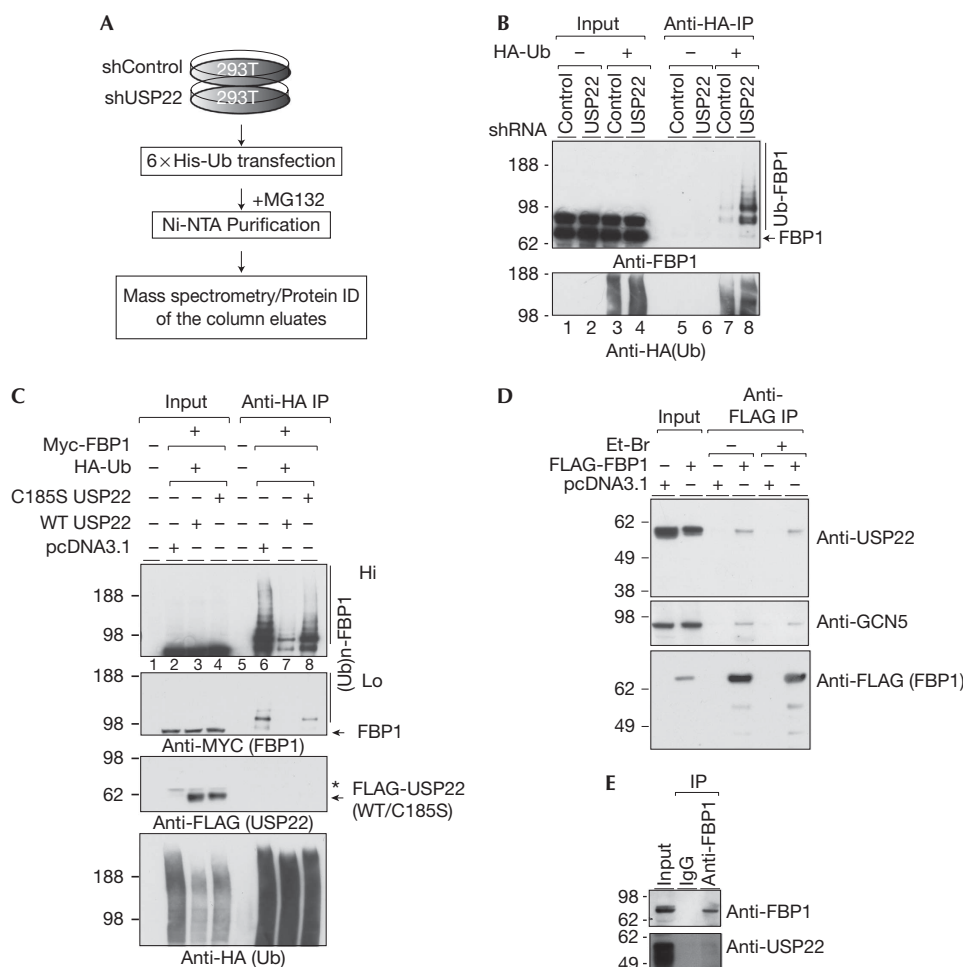 A
shControl
293T
shUSP22
293T
6×His-Ub transfection
+MG132
Ni-NTA Purification
Mass spectrometry/Protein ID
of the column eluates
B
Input Anti-HA-IP
HA-Ub – + – +
shRNA Control USP22 Control USP22 Control USP22 Control USP22
188 -
98 -
62 -
Ub-FBP1
FBP1
Anti-FBP1
188 -
98 -
1 2 3 4 5 6 7 8
Anti-HA(Ub)
C
Input Anti-HA IP
Myc-FBP1 – + – +
HA-Ub – + – +
C185S USP22 – – – + – – – +
WT USP22 – – + – – – + –
pcDNA3.1 – + – – – + – –
Hi
188 –
98 –
1 2 3 4 5 6 7 8
(Ub)n-FBP1
188 –
Lo
98 –
FBP1
Anti-MYC (FBP1)
98 –
62 –
*
FLAG-USP22
(WT/C185S)
Anti-FLAG (USP22)
188 –
98 –
Anti-HA (Ub)
D
Input Anti-
FLAG IP
Et-Br – +
FLAG-FBP1 – + – + – +
pcDNA3.1 + – + – + –
62 –
49 –
38 –
Anti-USP22
98 –
Anti-GCN5
62 –
49 –
Anti-FLAG (FBP1)
E
IP
Input IgG Anti-FBP1
98 -
62 -
Anti-FBP1
62 -
49 -
Anti-USP22